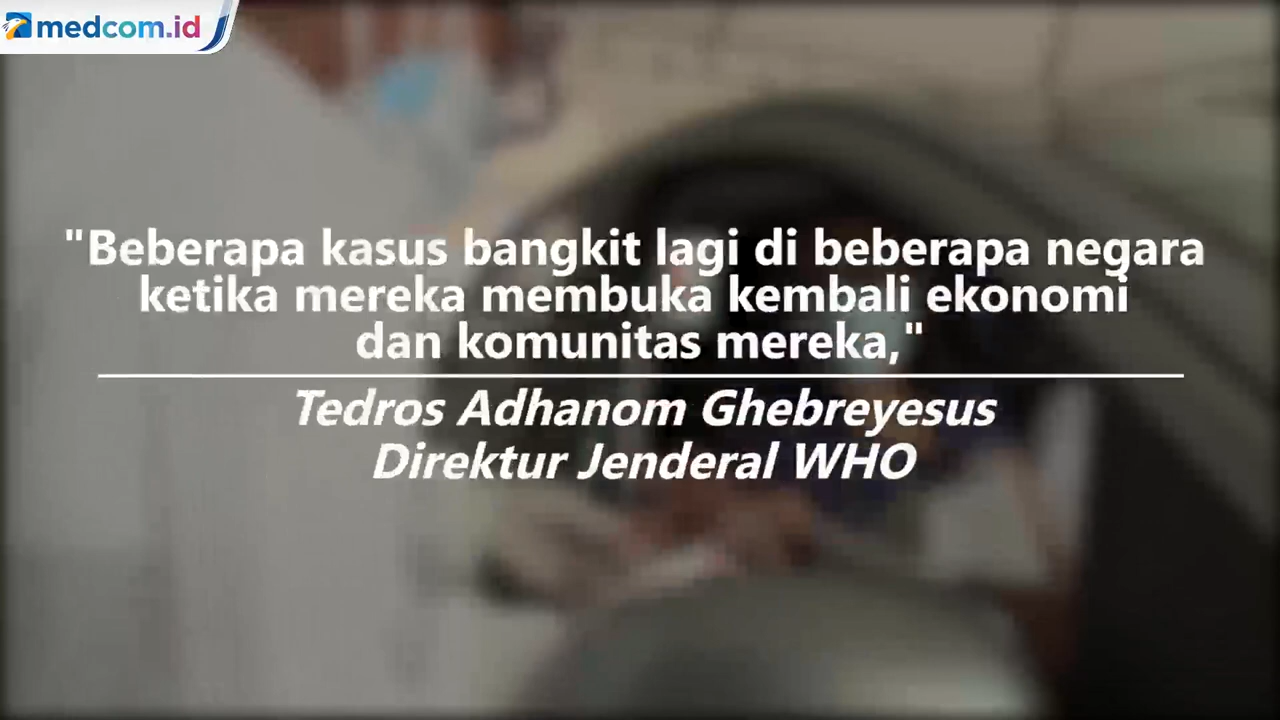 medcom.id
"Beberapa kasus bangkit lagi di beberapa negara
ketika mereka membuka kembali ekonomi
dan komunitas mereka,"
Tedros Adhanom Ghebreyesus
Direktur Jenderal WHO